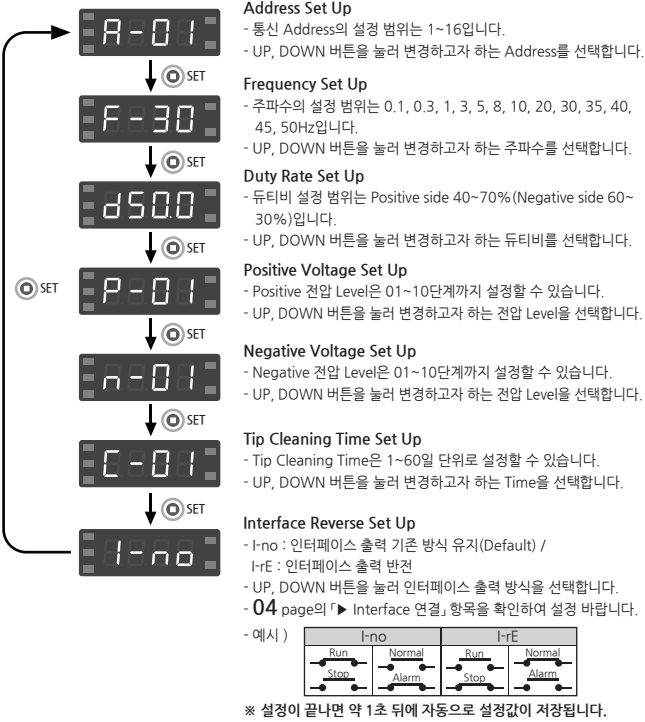 A-01
Address Set Up
- 통신 Address의 설정 범위는 1~16입니다.
- UP, DOWN 버튼을 눌러 변경하고자 하는 Address를 선택합니다.
SET
F-30
Frequency Set Up
- 주파수의 설정 범위는 0.1, 0.3, 1, 3, 5, 8, 10, 20, 30, 35, 40,
45, 50Hz입니다.
- UP, DOWN 버튼을 눌러 변경하고자 하는 주파수를 선택합니다.
SET
d50.0
Duty Rate Set Up
- 듀티비 설정 범위는 Positive side 40~70%(Negative side 60~
30%)입니다.
- UP, DOWN 버튼을 눌러 변경하고자 하는 듀티비를 선택합니다.
SET
SET
P-01
Positive Voltage Set Up
- Positive 전압 Level은 01~10단계까지 설정할 수 있습니다.
- UP, DOWN 버튼을 눌러 변경하고자 하는 전압 Level을 선택합니다.
SET
n-01
Negative Voltage Set Up
- Negative 전압 Level은 01~10단계까지 설정할 수 있습니다.
- UP, DOWN 버튼을 눌러 변경하고자 하는 전압 Level을 선택합니다.
SET
C-01
Tip Cleaning Time Set Up
- Tip Cleaning Time은 1~60일 단위로 설정할 수 있습니다.
- UP, DOWN 버튼을 눌러 변경하고자 하는 Time을 선택합니다.
SET
I-no
Interface Reverse Set Up
- I-no : 인터페이스 출력 기존 방식 유지(Default) /
I-rE : 인터페이스 출력 반전
- UP, DOWN 버튼을 눌러 인터페이스 출력 방식을 선택합니다.
- 04 page의 「▶ Interface 연결」 항목을 확인하여 설정 바랍니다.
- 예시 )
I-no I-rE
Run Normal Run Normal
Stop Alarm Stop Alarm
※ 설정이 끝나면 약 1초 뒤에 자동으로 설정값이 저장됩니다.